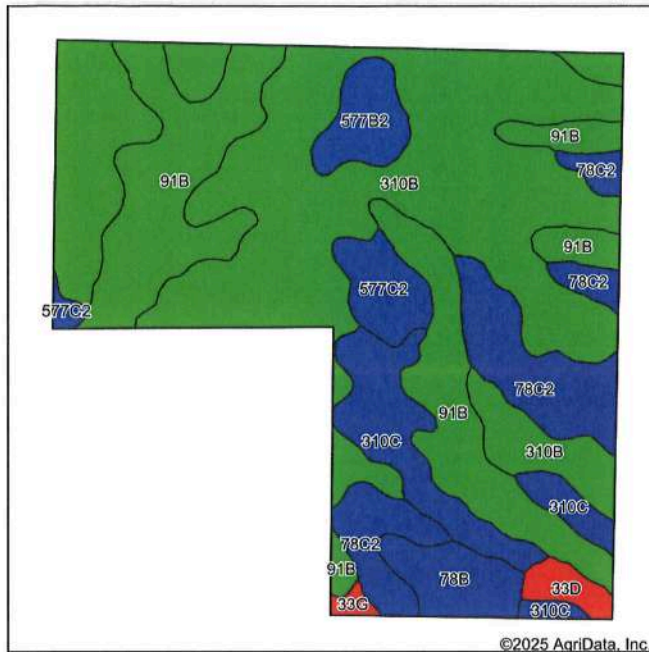 577B2
91B
78C2
91B
310B
91B
78C2
577C2
577C2
78C2
91B
310B
310C
310C
78C2
91B
78B
33D
33G
310C
©2025 AgriData, Inc